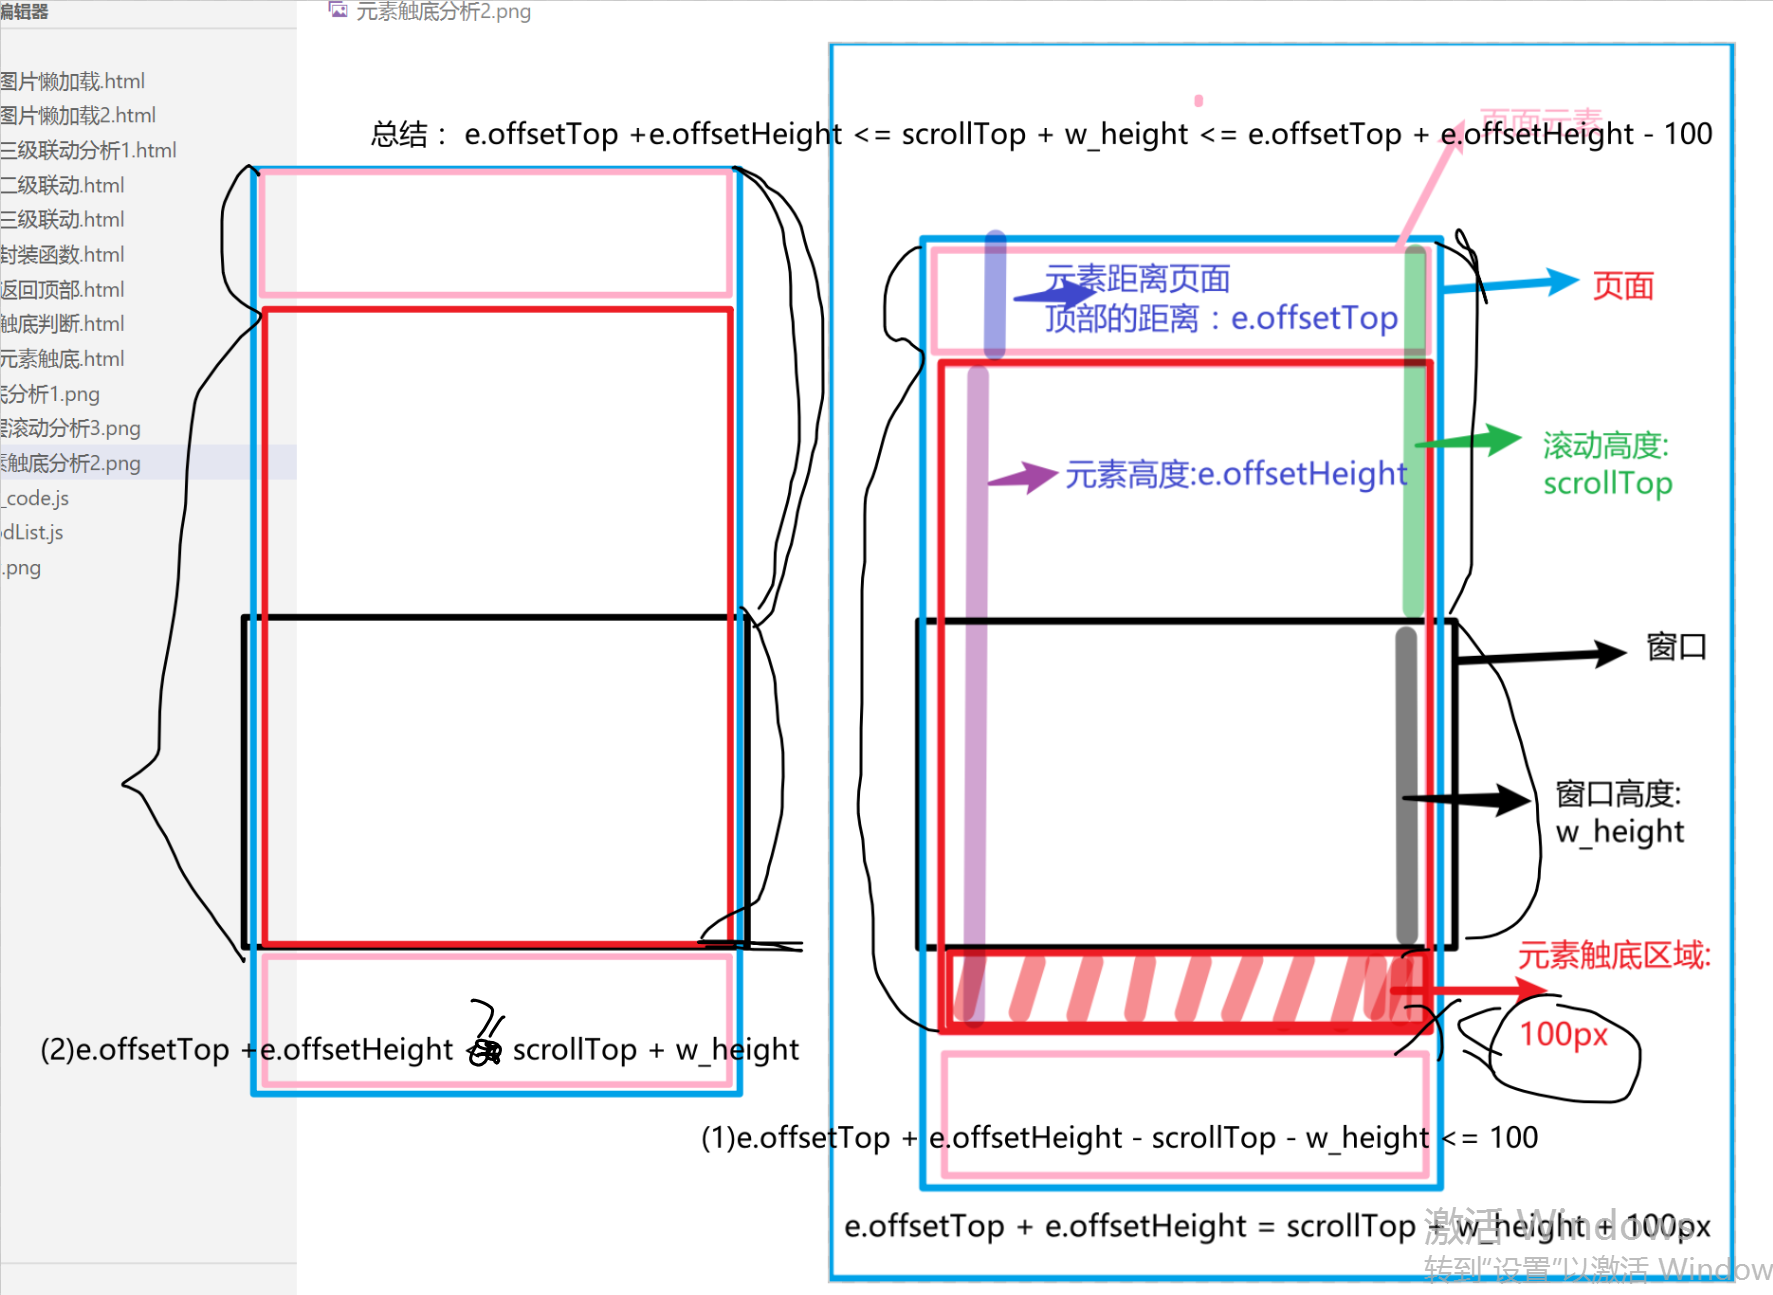 编辑器
元素触底分析2.png
图片懒加载.html
图片懒加载2.html
三级联动分析1.html
二级联动.html
三级联动.html
封装函数.html
返回顶部.html
触底判断.html
元素触底.html
底分析1.png
滚动分析3.png
素触底分析2.png
_code.js
odList.js
.png
页面元素
总结： e.offsetTop +e.offsetHeight <= scrollTop + w_height <= e.offsetTop + e.offsetHeight - 100
元素距离页面
顶部的距离：e.offsetTop
页面
元素高度:e.offsetHeight
滚动高度:
scrollTop
窗口
窗口高度:
w_height
元素触底区域:
100px
(2)e.offsetTop +e.offsetHeight scrollTop + w_height
(1)e.offsetTop + e.offsetHeight - scrollTop - w_height <= 100
e.offsetTop + e.offsetHeight = scrollTop + w_height + 100px
激活 Windows
转到“设置”以激活 Window